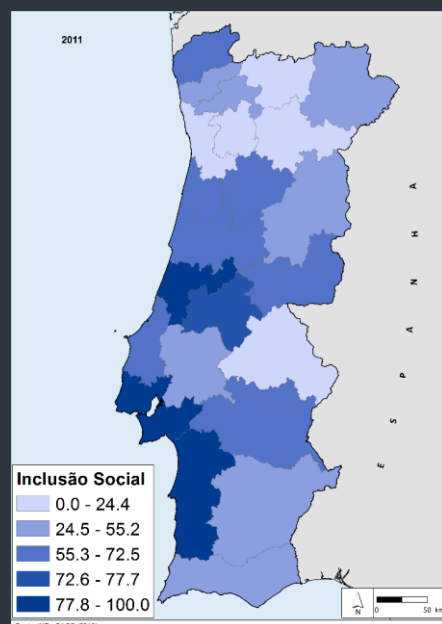 2011
ESPANHA
Inclusão Social
0.0 - 24.4
24.5 - 55.2
55.3 - 72.5
72.6 - 77.7
77.8 - 100.0
N
0 50